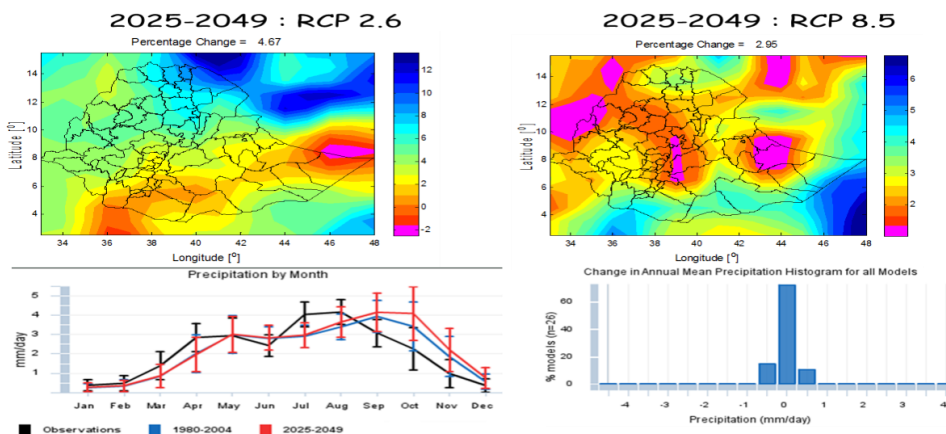 2025-2049 : RCP 2.6
Percentage Change = 4.67
Latitude [°]
14
12
10
8
6
4
34 36 38 40 42 44 46 48
Longitude [°]
12
10
8
6
4
2
0
-2
2025-2049 : RCP 8.5
Percentage Change = 2.95
Latitude [°]
14
12
10
8
6
4
34 36 38 40 42 44 46 48
Longitude [°]
6
5
4
3
2
Precipitation by Month
mm/day
5
4
3
2
1
Jan Feb Mar Apr May Jun Jul Aug Sep Oct Nov Dec
Observations 1980-2004 2025-2049
Change in Annual Mean Precipitation Histogram for all Models
% models (n=26)
60
40
20
0
-4 -3 -2 -1 0 1 2 3 4
Precipitation (mm/day)